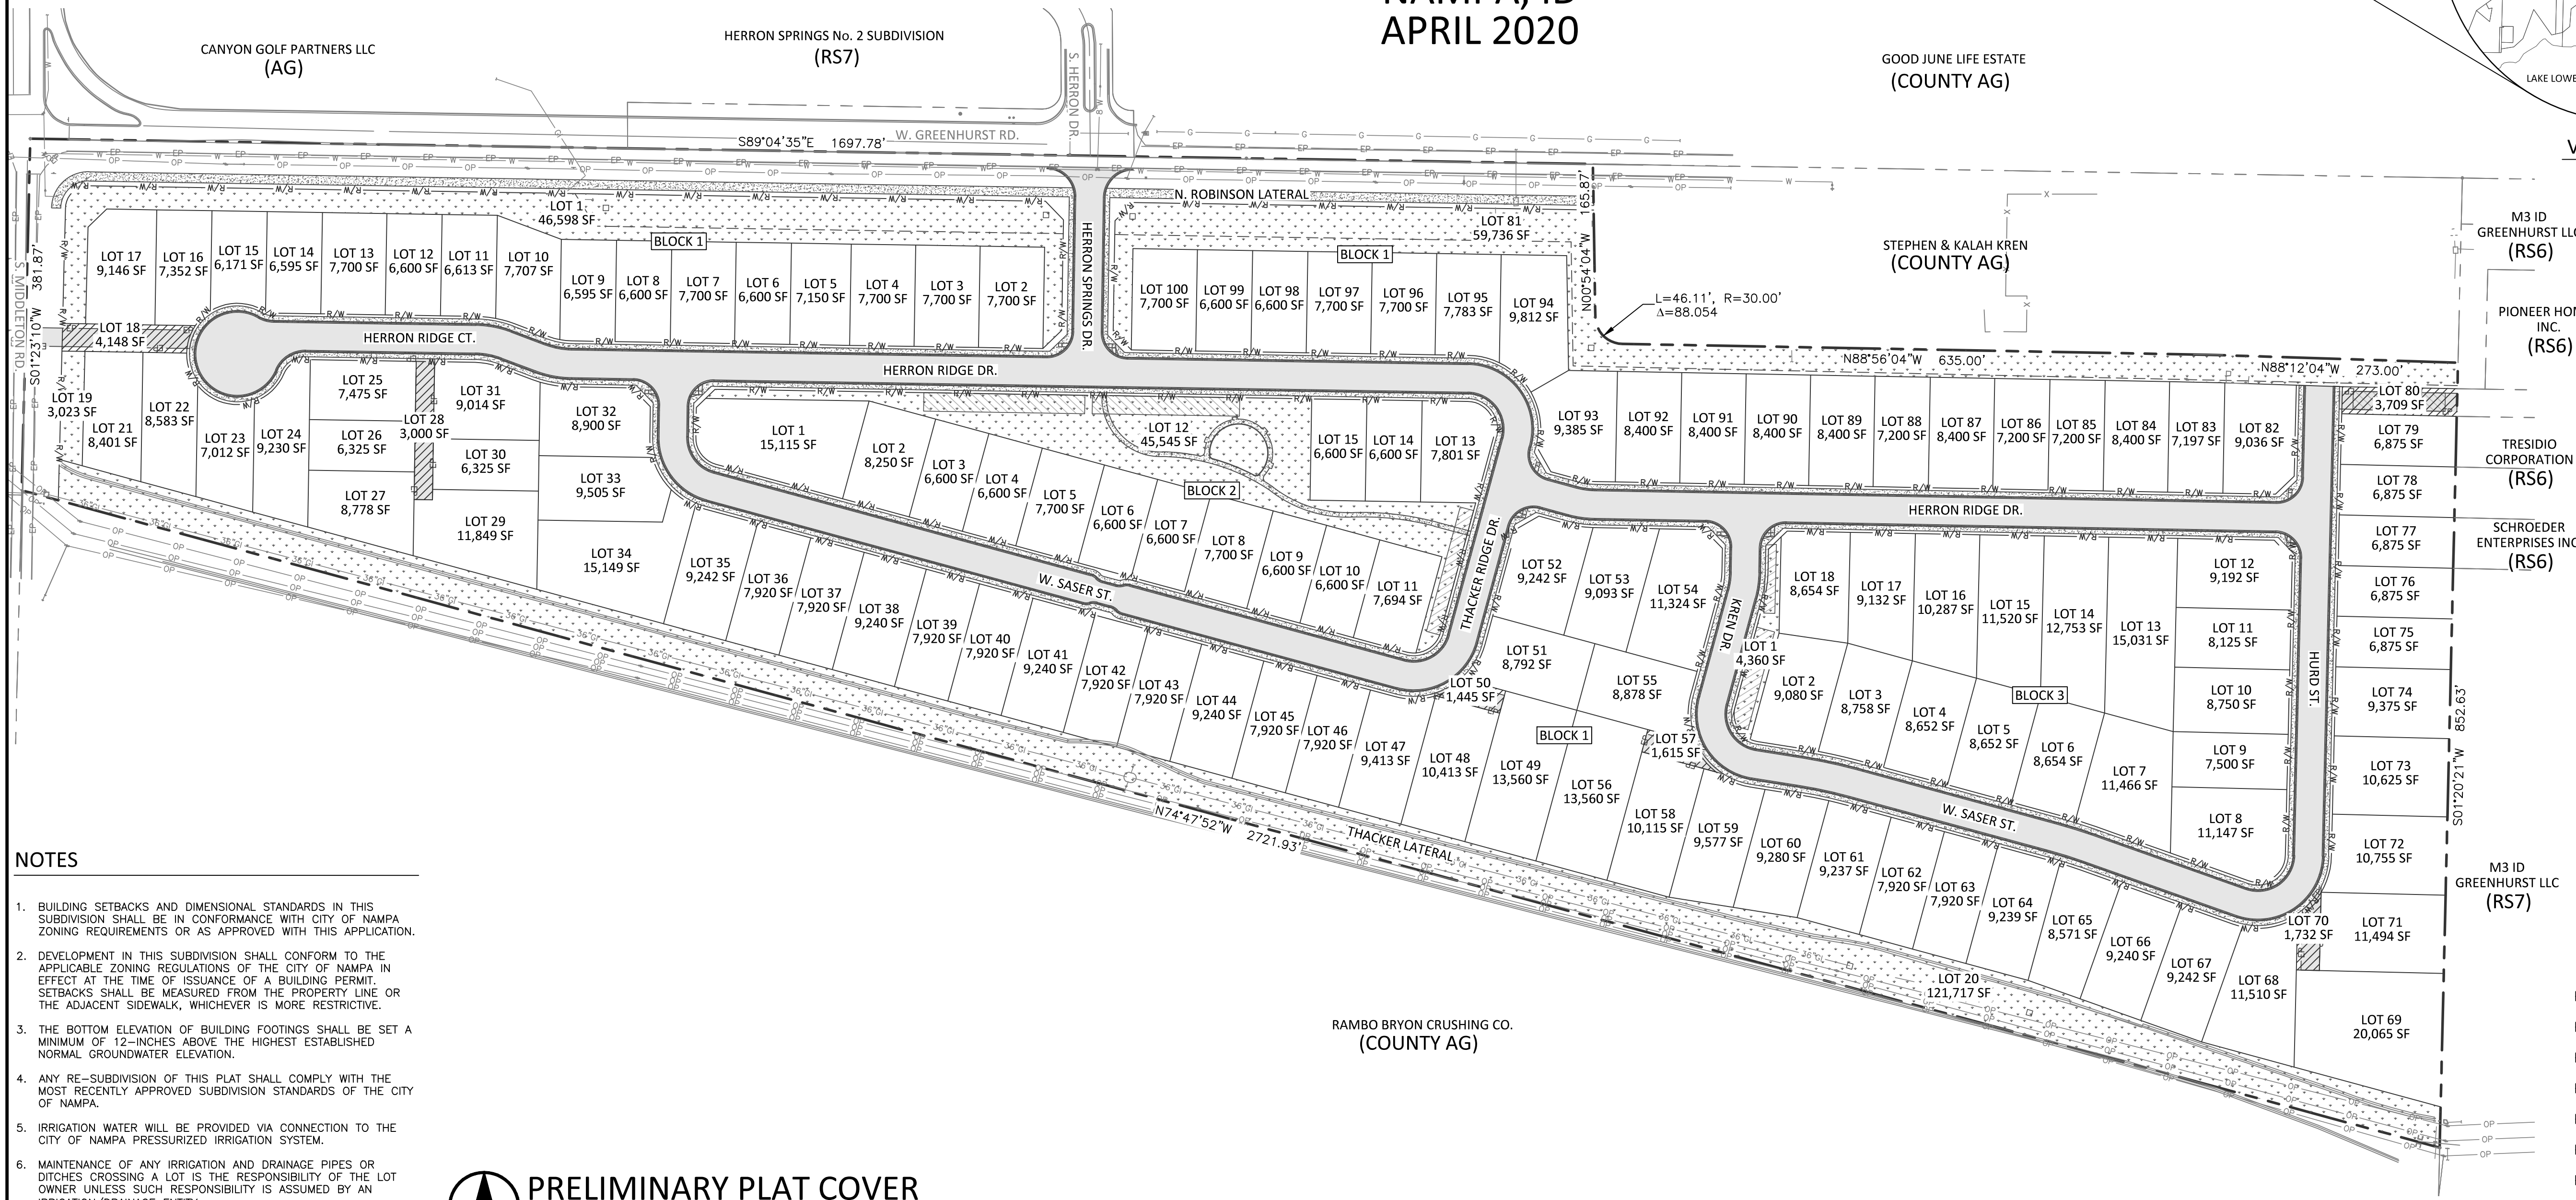 NAMPA, ID
APRIL 2020
CANYON GOLF PARTNERS LLC
(AG)
HERRON SPRINGS No. 2 SUBDIVISION
(RS7)
S. HERRON DR.
GOOD JUNE LIFE ESTATE
(COUNTY AG)
S89°04'35"E 1697.78'
W. GREENHURST RD.
N. ROBINSON LATERAL
S. MIDDLETON RD.
S01°23'10"W 381.87'
LOT 1
46,598 SF
BLOCK 1
LOT 17
9,146 SF
LOT 16
7,352 SF
LOT 15
6,171 SF
LOT 14
6,595 SF
LOT 13
7,700 SF
LOT 12
6,600 SF
LOT 11
6,613 SF
LOT 10
7,707 SF
LOT 9
6,595 SF
LOT 8
6,600 SF
LOT 7
7,700 SF
LOT 6
6,600 SF
LOT 5
7,150 SF
LOT 4
7,700 SF
LOT 3
7,700 SF
LOT 2
7,700 SF
HERRON SPRINGS DR.
LOT 81
59,736 SF
BLOCK 1
LOT 100
7,700 SF
LOT 99
6,600 SF
LOT 98
6,600 SF
LOT 97
7,700 SF
LOT 96
7,700 SF
LOT 95
7,783 SF
LOT 94
9,812 SF
N00°54'04"W 165.87'
L=46.11', R=30.00'
Δ=88.054
STEPHEN & KALAH KREN
(COUNTY AG)
N88°56'04"W 635.00'
N88°12'04"W 273.00'
M3 ID
GREENHURST LLC
(RS6)
PIONEER HOM
INC.
(RS6)
TRESIDIO
CORPORATION
(RS6)
SCHROEDER
ENTERPRISES INC
(RS6)
M3 ID
GREENHURST LLC
(RS7)
LAKE LOWE
LOT 18
4,148 SF
HERRON RIDGE CT.
HERRON RIDGE DR.
LOT 19
3,023 SF
LOT 21
8,401 SF
LOT 22
8,583 SF
LOT 23
7,012 SF
LOT 24
9,230 SF
LOT 25
7,475 SF
LOT 26
6,325 SF
LOT 27
8,778 SF
LOT 28
3,000 SF
LOT 31
9,014 SF
LOT 30
6,325 SF
LOT 29
11,849 SF
LOT 32
8,900 SF
LOT 33
9,505 SF
LOT 34
15,149 SF
LOT 1
15,115 SF
LOT 2
8,250 SF
LOT 3
6,600 SF
LOT 4
6,600 SF
LOT 5
7,700 SF
LOT 6
6,600 SF
LOT 7
6,600 SF
LOT 8
7,700 SF
LOT 9
6,600 SF
LOT 10
6,600 SF
LOT 11
7,694 SF
LOT 12
45,545 SF
BLOCK 2
LOT 15
6,600 SF
LOT 14
6,600 SF
LOT 13
7,801 SF
W. SASER ST.
THACKER RIDGE DR.
LOT 35
9,242 SF
LOT 36
7,920 SF
LOT 37
7,920 SF
LOT 38
9,240 SF
LOT 39
7,920 SF
LOT 40
7,920 SF
LOT 41
9,240 SF
LOT 42
7,920 SF
LOT 43
7,920 SF
LOT 44
9,240 SF
LOT 45
7,920 SF
LOT 46
7,920 SF
LOT 47
9,413 SF
LOT 48
10,413 SF
LOT 49
13,560 SF
LOT 50
1,445 SF
LOT 51
8,792 SF
LOT 52
9,242 SF
LOT 53
9,093 SF
LOT 54
11,324 SF
LOT 55
8,878 SF
BLOCK 1
LOT 56
13,560 SF
LOT 57
1,615 SF
LOT 58
10,115 SF
LOT 59
9,577 SF
LOT 60
9,280 SF
LOT 61
9,237 SF
LOT 62
7,920 SF
LOT 63
7,920 SF
LOT 64
9,239 SF
LOT 65
8,571 SF
LOT 66
9,240 SF
LOT 67
9,242 SF
LOT 68
11,510 SF
LOT 69
20,065 SF
LOT 70
1,732 SF
LOT 71
11,494 SF
LOT 72
10,755 SF
LOT 73
10,625 SF
LOT 74
9,375 SF
LOT 75
6,875 SF
LOT 76
6,875 SF
LOT 77
6,875 SF
LOT 78
6,875 SF
LOT 79
6,875 SF
LOT 80
3,709 SF
LOT 93
9,385 SF
LOT 92
8,400 SF
LOT 91
8,400 SF
LOT 90
8,400 SF
LOT 89
8,400 SF
LOT 88
7,200 SF
LOT 87
8,400 SF
LOT 86
7,200 SF
LOT 85
7,200 SF
LOT 84
8,400 SF
LOT 83
7,197 SF
LOT 82
9,036 SF
HERRON RIDGE DR.
KREN DR.
HURD ST.
LOT 18
8,654 SF
LOT 17
9,132 SF
LOT 16
10,287 SF
LOT 15
11,520 SF
LOT 14
12,753 SF
LOT 13
15,031 SF
LOT 12
9,192 SF
LOT 11
8,125 SF
LOT 10
8,750 SF
LOT 9
7,500 SF
LOT 8
11,147 SF
LOT 1
4,360 SF
LOT 2
9,080 SF
LOT 3
8,758 SF
LOT 4
8,652 SF
LOT 5
8,652 SF
LOT 6
8,654 SF
LOT 7
11,466 SF
BLOCK 3
W. SASER ST.
S01°20'21"W 852.63'
N74°47'52"W 2721.93'
THACKER LATERAL
LOT 20
121,717 SF
RAMBO BRYON CRUSHING CO.
(COUNTY AG)
NOTES
1. BUILDING SETBACKS AND DIMENSIONAL STANDARDS IN THIS
SUBDIVISION SHALL BE IN CONFORMANCE WITH CITY OF NAMPA
ZONING REQUIREMENTS OR AS APPROVED WITH THIS APPLICATION.
2. DEVELOPMENT IN THIS SUBDIVISION SHALL CONFORM TO THE
APPLICABLE ZONING REGULATIONS OF THE CITY OF NAMPA IN
EFFECT AT THE TIME OF ISSUANCE OF A BUILDING PERMIT.
SETBACKS SHALL BE MEASURED FROM THE PROPERTY LINE OR
THE ADJACENT SIDEWALK, WHICHEVER IS MORE RESTRICTIVE.
3. THE BOTTOM ELEVATION OF BUILDING FOOTINGS SHALL BE SET A
MINIMUM OF 12-INCHES ABOVE THE HIGHEST ESTABLISHED
NORMAL GROUNDWATER ELEVATION.
4. ANY RE-SUBDIVISION OF THIS PLAT SHALL COMPLY WITH THE
MOST RECENTLY APPROVED SUBDIVISION STANDARDS OF THE CITY
OF NAMPA.
5. IRRIGATION WATER WILL BE PROVIDED VIA CONNECTION TO THE
CITY OF NAMPA PRESSURIZED IRRIGATION SYSTEM.
6. MAINTENANCE OF ANY IRRIGATION AND DRAINAGE PIPES OR
DITCHES CROSSING A LOT IS THE RESPONSIBILITY OF THE LOT
OWNER UNLESS SUCH RESPONSIBILITY IS ASSUMED BY AN
IRRIGATION/DRAINAGE ENTITY.
PRELIMINARY PLAT COVER